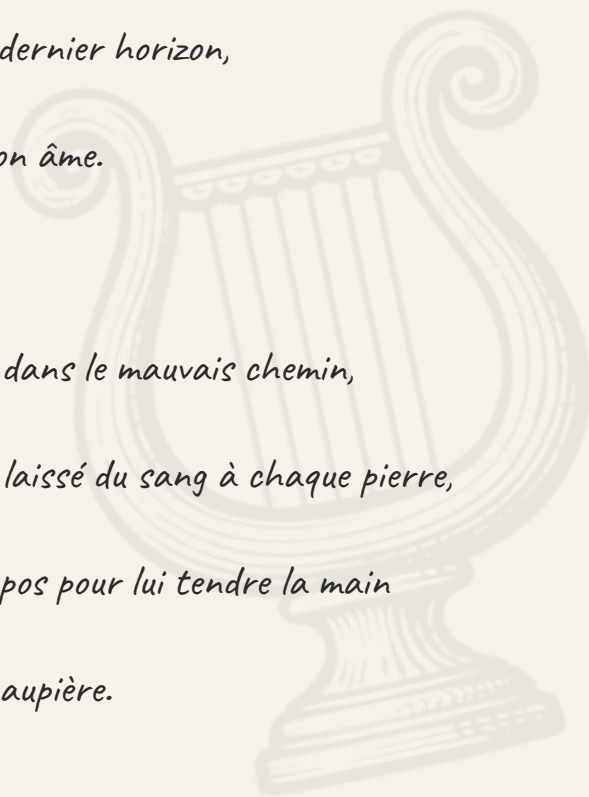 dernier horizon,
on âme.
dans le mauvais chemin,
laissé du sang à chaque pierre,
pos pour lui tendre la main
aupière.